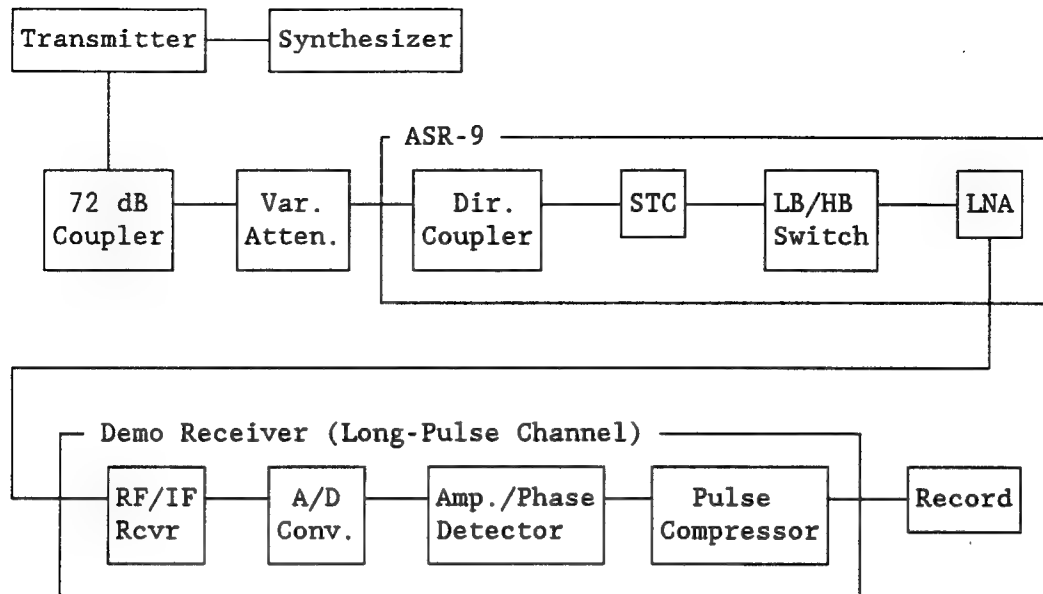 Transmitter
Synthesizer
ASR-9
72 dB
Coupler
Var.
Atten.
Dir.
Coupler
STC
LB/HB
Switch
LNA
Demo Receiver (Long-Pulse Channel)
RF/IF
Rcvr
A/D
Conv.
Amp./Phase
Detector
Pulse
Compressor
Record